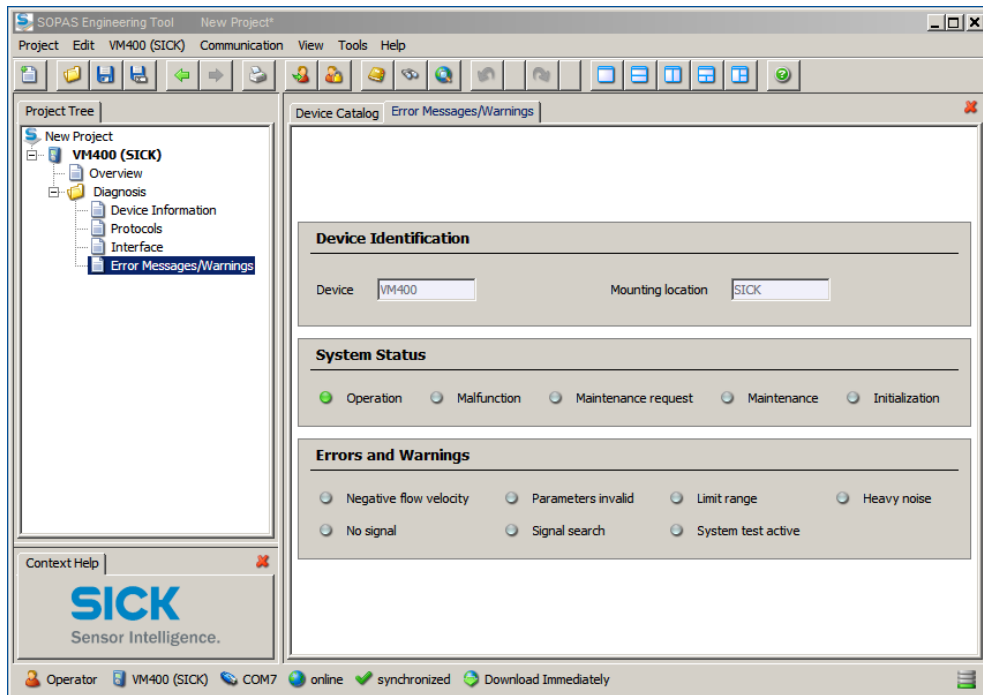 SOPAS Engineering Tool New Project*
Project Edit VM400 (SICK) Communication View Tools Help
Project Tree
New Project
VM400 (SICK)
Overview
Diagnosis
Device Information
Protocols
Interface
Error Messages/Warnings
Context Help
SICK
Sensor Intelligence.
Device Catalog Error Messages/Warnings
Device Identification
Device VM400 Mounting location SICK
System Status
Operation Malfunction Maintenance request Maintenance Initialization
Errors and Warnings
Negative flow velocity Parameters invalid Limit range Heavy noise
No signal Signal search System test active
Operator VM400 (SICK) COM7 online synchronized Download Immediately